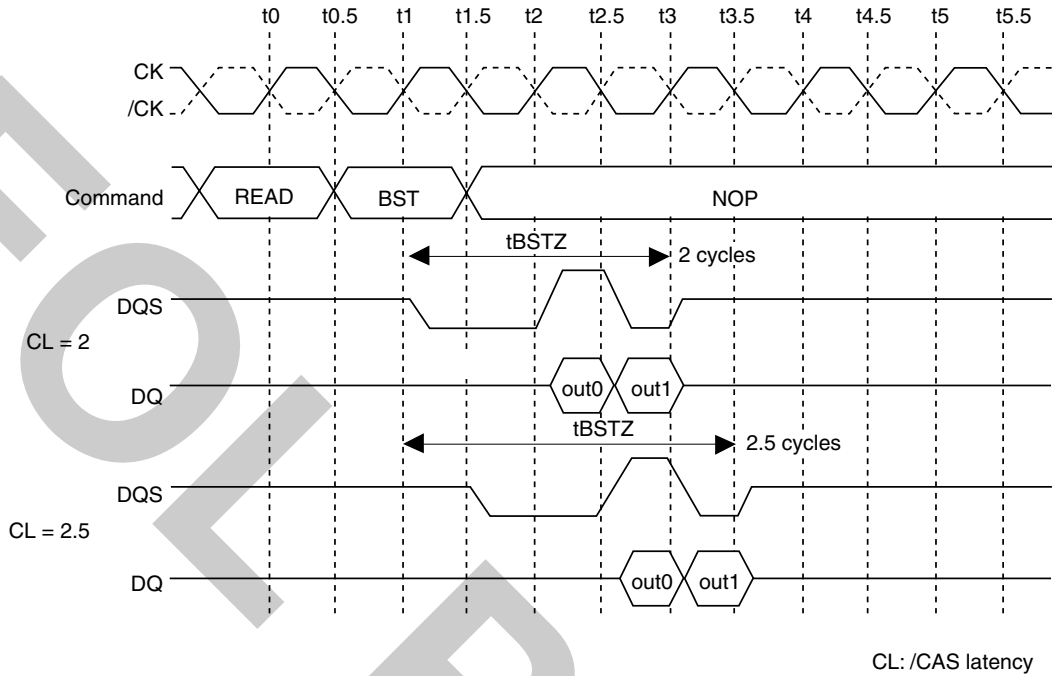 t0 t0.5 t1 t1.5 t2 t2.5 t3 t3.5 t4 t4.5 t5 t5.5
CK
/CK
Command READ BST NOP
tBSTZ
2 cycles
DQS
CL = 2
DQ out0 out1
tBSTZ
2.5 cycles
DQS
CL = 2.5
DQ out0 out1
CL: /CAS latency